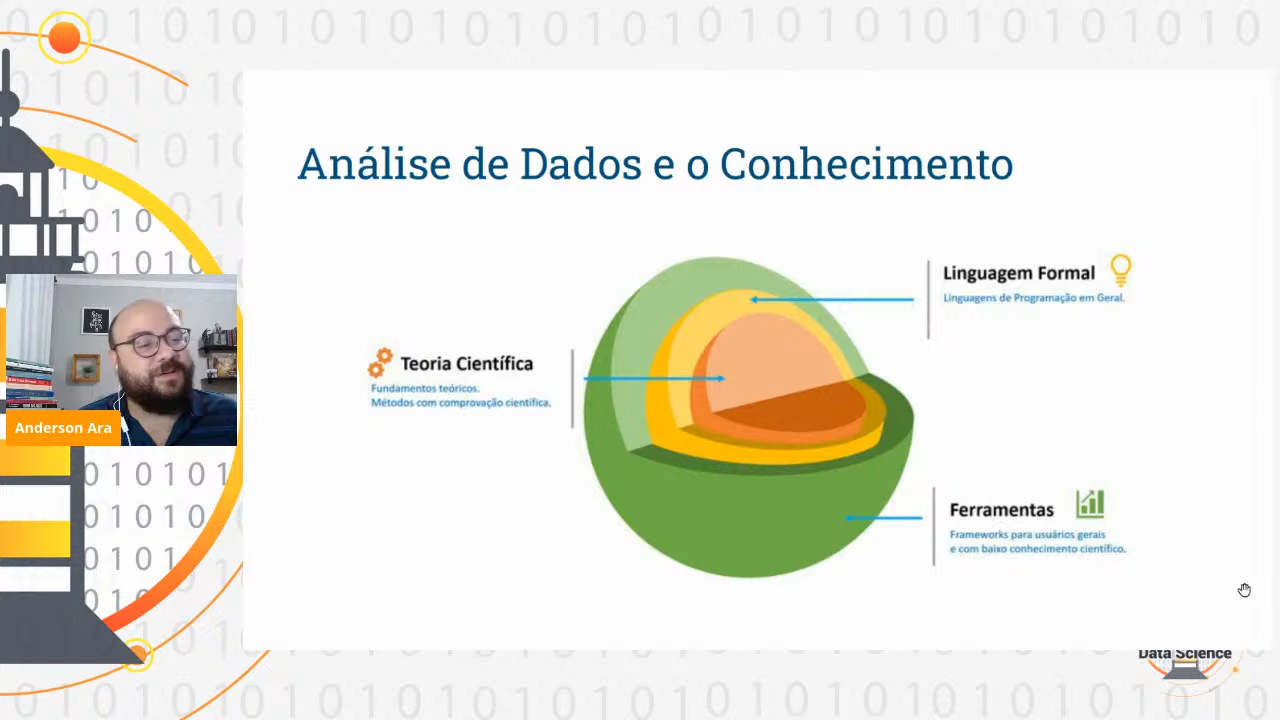 Análise de Dados e o Conhecimento
Linguagem Formal
Linguagens de Programação em Geral.
Teoria Científica
Fundamentos teóricos.
Métodos com comprovação científica.
Anderson Ara
Ferramentas
Frameworks para usuários gerais
e com baixo conhecimento científico.
Data Science